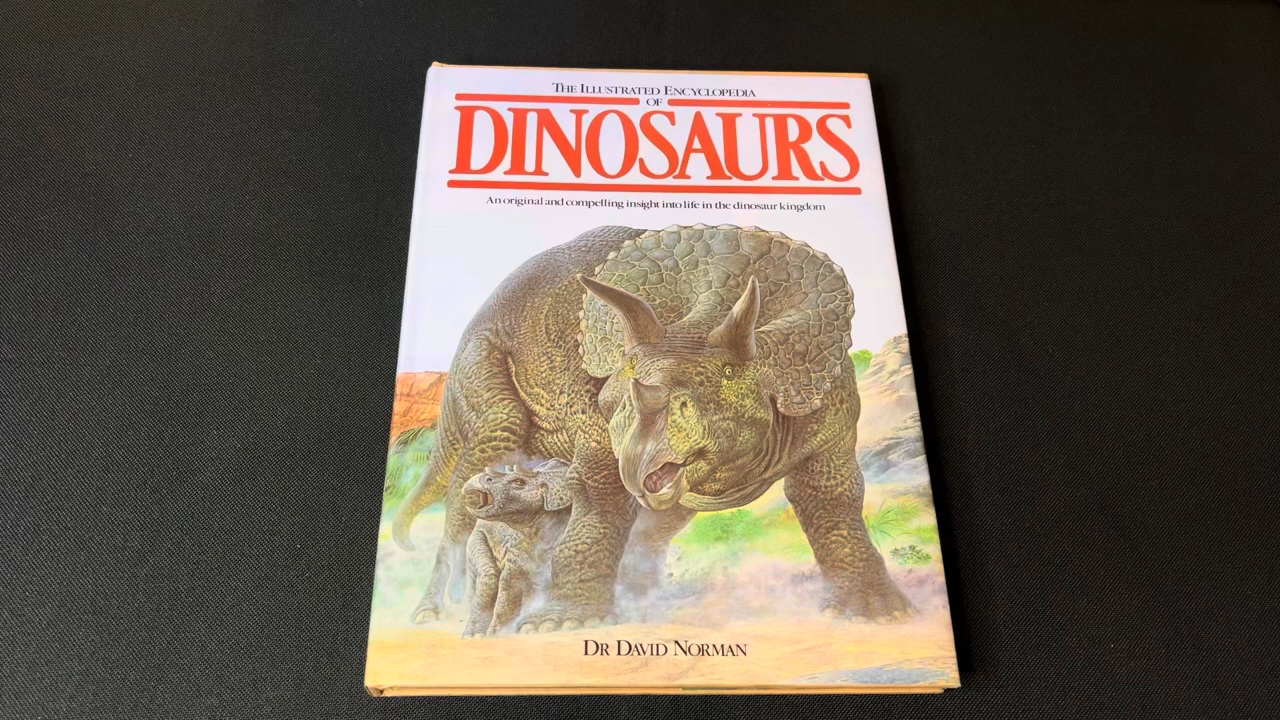 THE ILLUSTRATED ENCYCLOPEDIA
OF
DINOSAURS
An original and compelling insight into life in the dinosaur kingdom
DR DAVID NORMAN